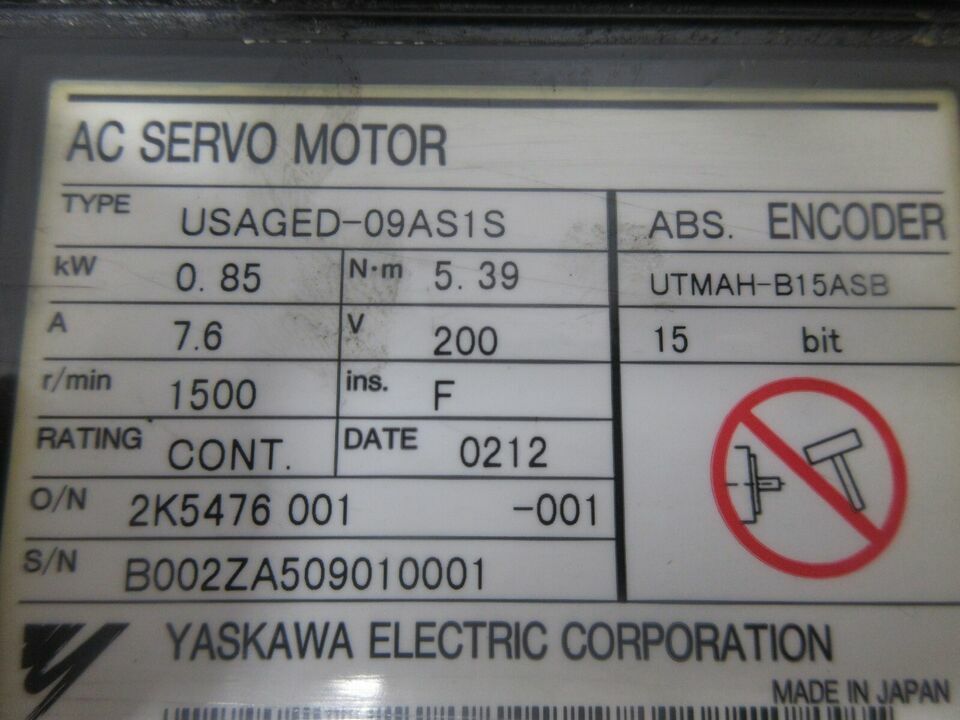 AC SERVO MOTOR
TYPE USAGED-09AS1S
ABS. ENCODER
kW 0.85 N·m 5.39
UTMAH-B15ASB
A 7.6 V 200
15 bit
r/min 1500 ins. F
RATING CONT. DATE 0212
O/N 2K5476 001 -001
S/N B002ZA509010001
YASKAWA ELECTRIC CORPORATION
MADE IN JAPAN